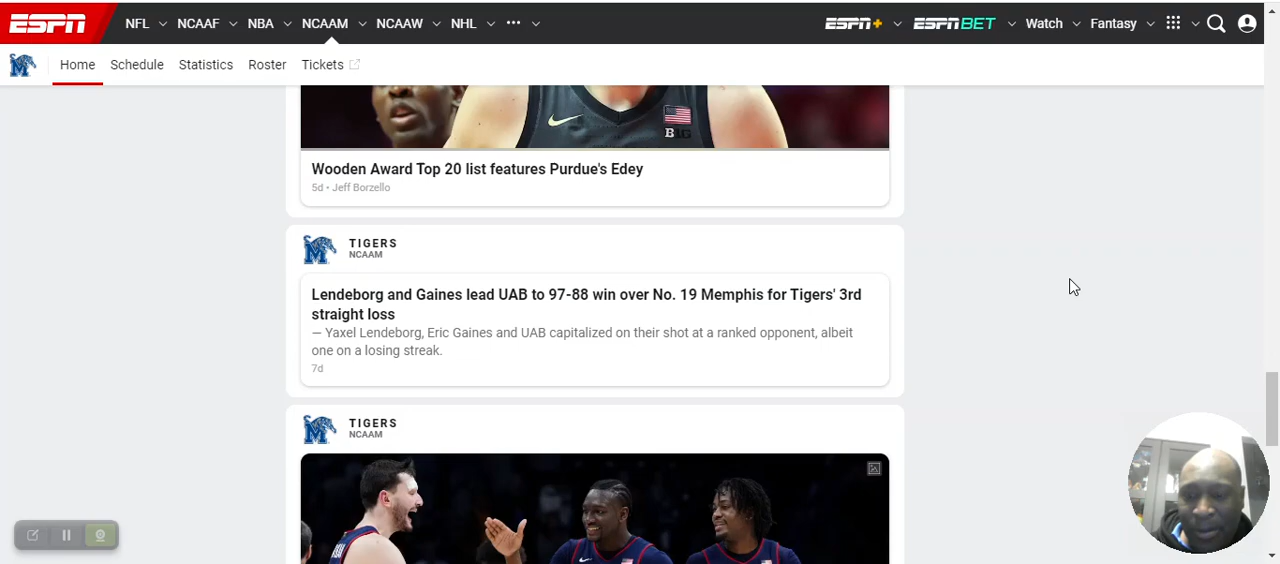 ESPN NFL NCAAF NBA NCAAM NCAAW NHL ESPN+ ESPN BET Watch Fantasy
M Home Schedule Statistics Roster Tickets
B1G
Wooden Award Top 20 list features Purdue's Edey
5d • Jeff Borzello
M TIGERS
NCAAM
Lendeborg and Gaines lead UAB to 97-88 win over No. 19 Memphis for Tigers' 3rd
straight loss
— Yaxel Lendeborg, Eric Gaines and UAB capitalized on their shot at a ranked opponent, albeit
one on a losing streak.
7d
M TIGERS
NCAAM